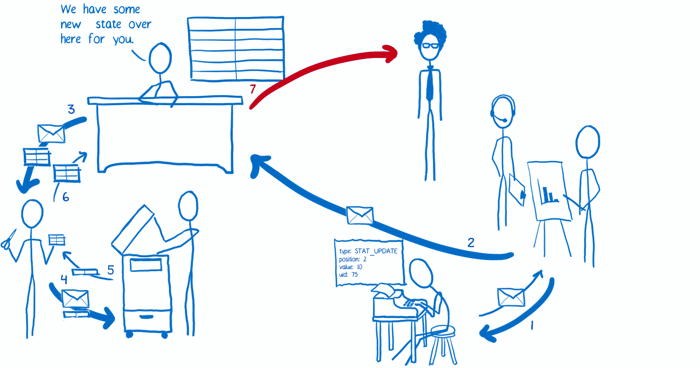 We have some
new state over
here for you.
7
3
6
5
4
type: STAT_UPDATE
position: 2
value: 10
uid: 75
2
1